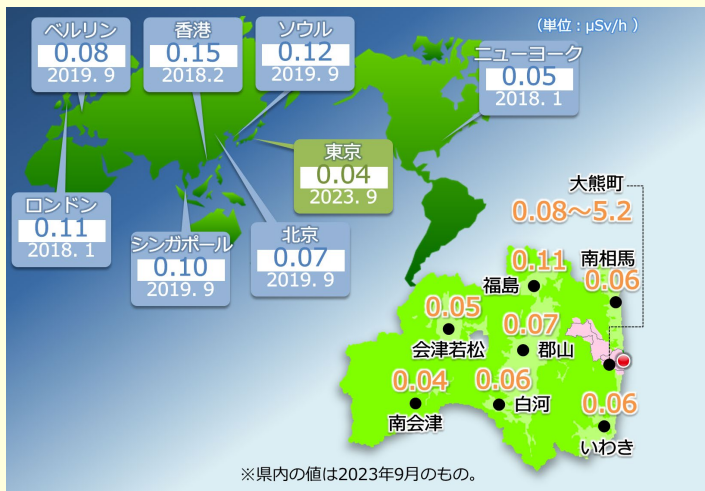 (単位：μSv/h )
ベルリン
0.08
2019. 9
香港
0.15
2018.2
ソウル
0.12
2019. 9
ニューヨーク
0.05
2018. 1
東京
0.04
2023. 9
ロンドン
0.11
2018. 1
シンガポール
0.10
2019. 9
北京
0.07
2019. 9
大熊町
0.08～5.2
福島
0.11
南相馬
0.06
0.05
会津若松
0.07
郡山
0.04
南会津
0.06
白河
0.06
いわき
※県内の値は2023年9月のもの。